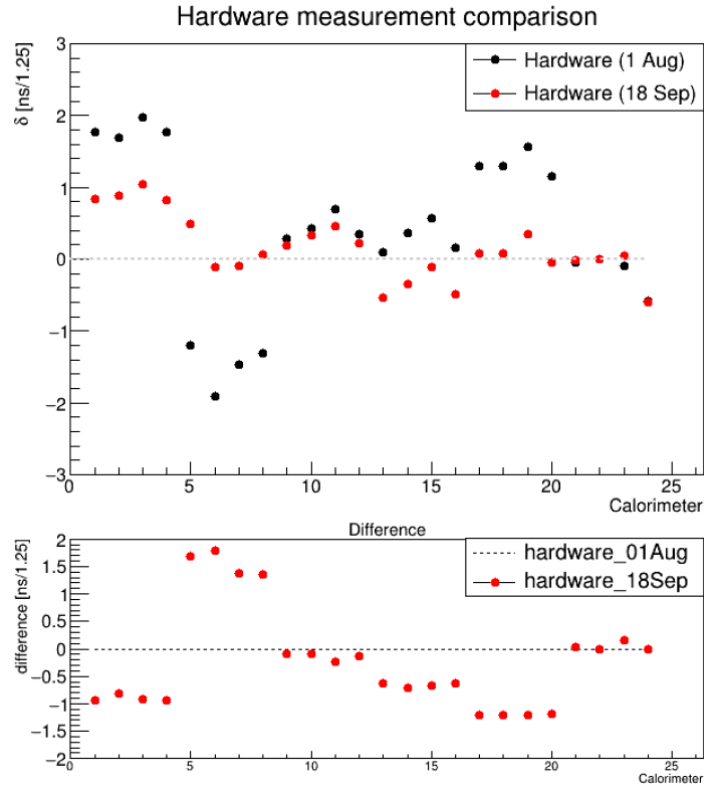 Hardware measurement comparison
δ [ns/1.25]
3
2
1
0
−1
−2
−3
Hardware (1 Aug)
Hardware (18 Sep)
0 5 10 15 20 25
Calorimeter
Difference
difference [ns/1.25]
2
1.5
1
0.5
0
−0.5
−1
−1.5
−2
hardware_01Aug
hardware_18Sep
0 5 10 15 20 25
Calorimeter